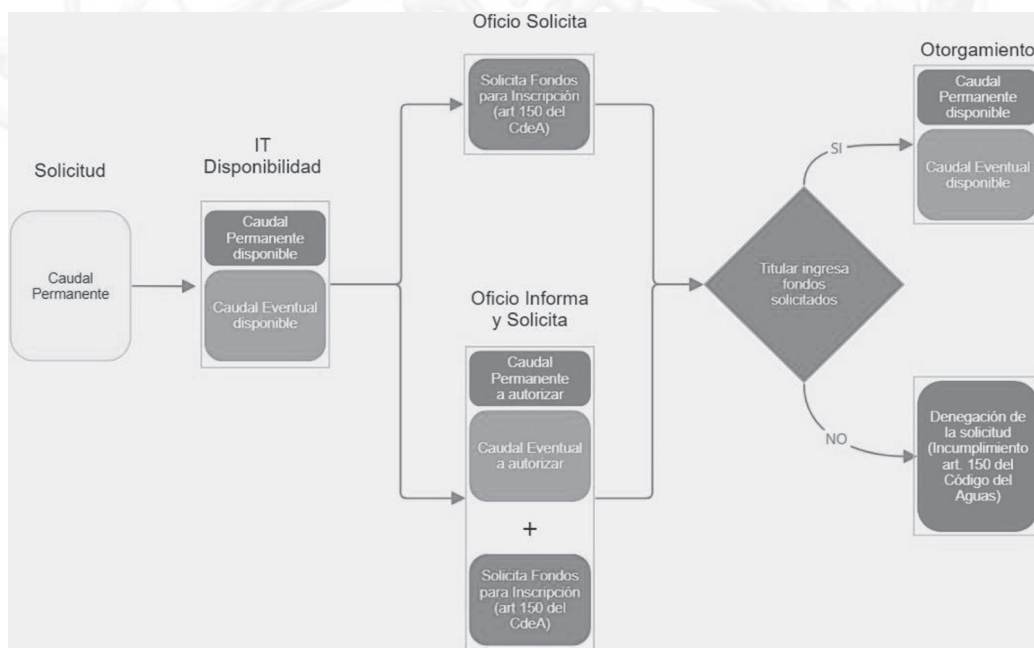 Solicitud
Caudal
Permanente
IT
Disponibilidad
Caudal
Permanente
disponible
Caudal Eventual
disponible
Oficio Solicita
Solicita Fondos
para Inscripción
(art 150 del
CdeA)
Oficio Informa
y Solicita
Caudal
Permanente
a autorizar
Caudal Eventual
a autorizar
+
Solicita Fondos
para Inscripción
(art 150 del
CdeA)
Titular ingresa
fondos
solicitados
SI
NO
Otorgamiento
Caudal
Permanente
disponible
Caudal Eventual
disponible
Denegación de
la solicitud
(Incumplimiento
art. 150 del
Código del
Aguas)